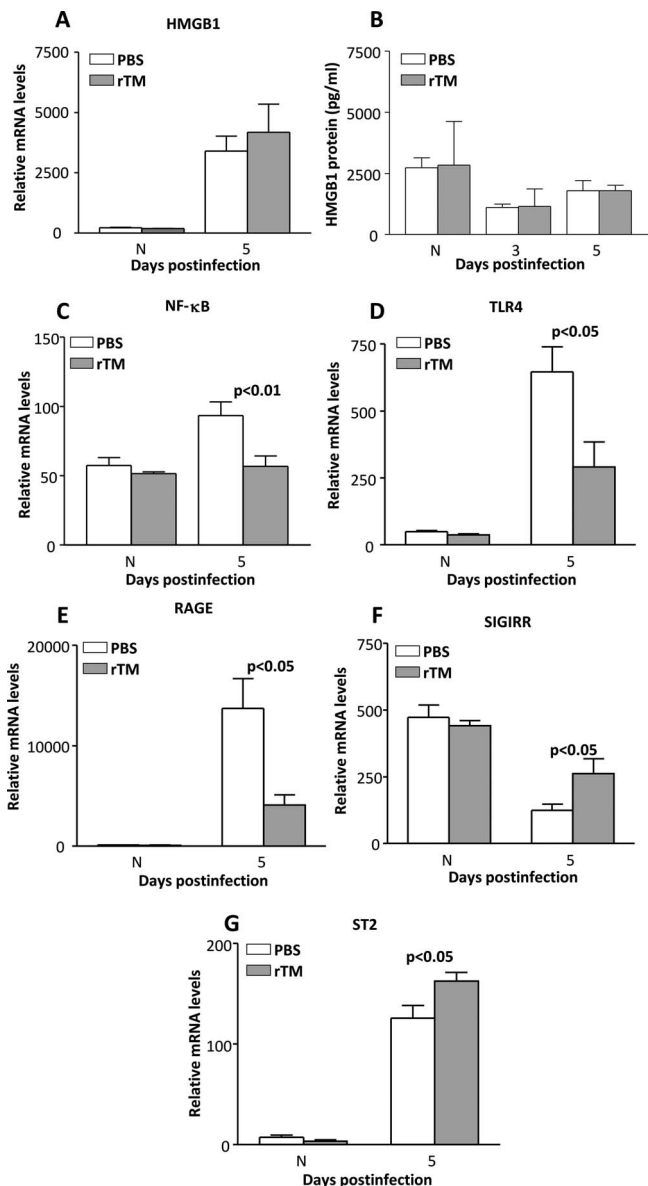 A
HMGB1
7500
PBS
rTM
5000
2500
0
Relative mRNA levels
N
5
Days postinfection
B
7500
PBS
rTM
5000
2500
0
HMGB1 protein (pg/ml)
N
3
5
Days postinfection
C
NF-κB
150
PBS
rTM
p<0.01
100
50
0
Relative mRNA levels
N
5
Days postinfection
D
TLR4
750
PBS
rTM
p<0.05
500
250
0
Relative mRNA levels
N
5
Days postinfection
E
RAGE
20000
PBS
rTM
p<0.05
10000
0
Relative mRNA levels
N
5
Days postinfection
F
SIGIRR
750
PBS
rTM
500
p<0.05
250
0
Relative mRNA levels
N
5
Days postinfection
G
ST2
200
PBS
rTM
p<0.05
100
0
Relative mRNA levels
N
5
Days postinfection